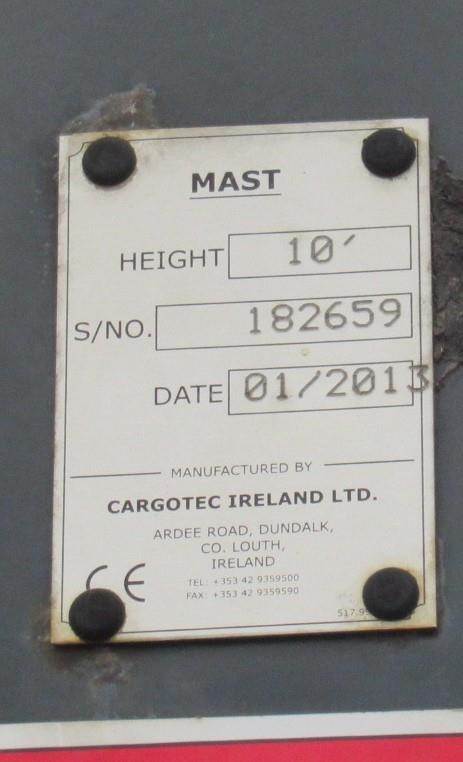 MAST
HEIGHT 10'
S/NO. 182659
DATE 01/2013
MANUFACTURED BY
CARGOTEC IRELAND LTD.
ARDEE ROAD, DUNDALK,
CO. LOUTH,
IRELAND
TEL: +353 42 9359500
FAX: +353 42 9359590
CE